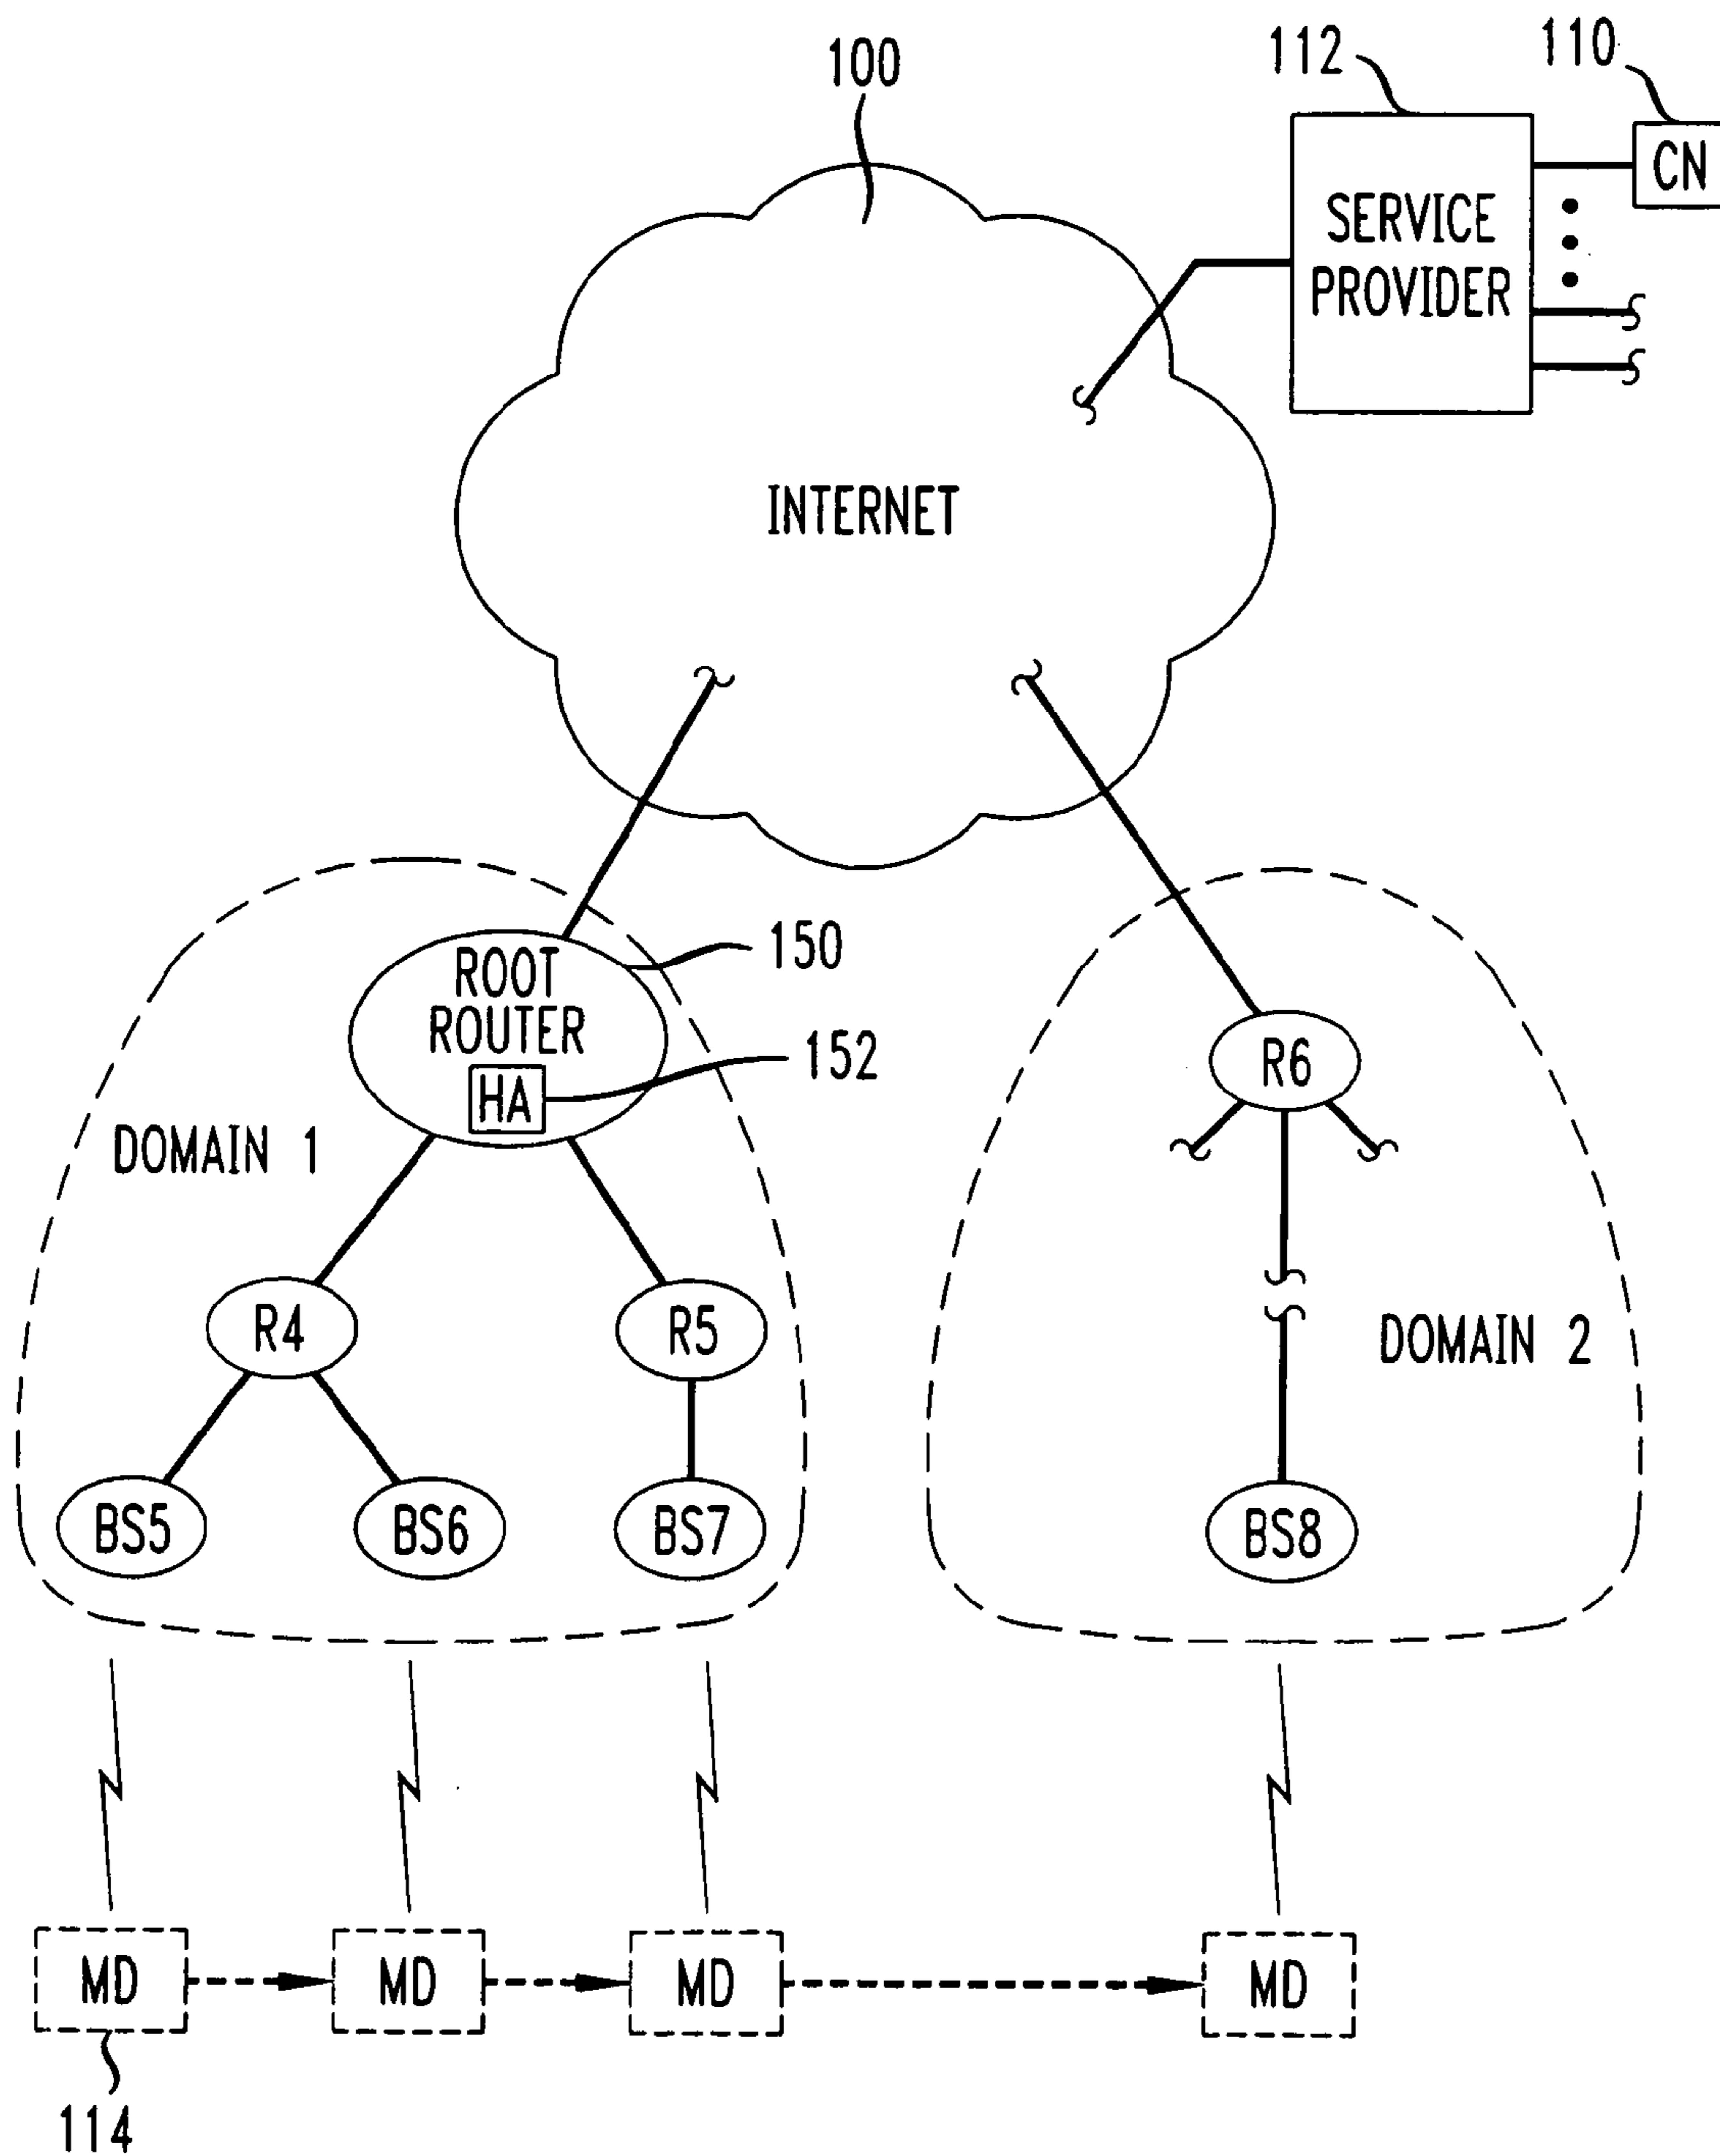 100
112
110
CN
SERVICE
PROVIDER
INTERNET
ROOT
ROUTER
150
HA
152
DOMAIN 1
R6
R4
R5
DOMAIN 2
BS5
BS6
BS7
BS8
MD
MD
MD
MD
114